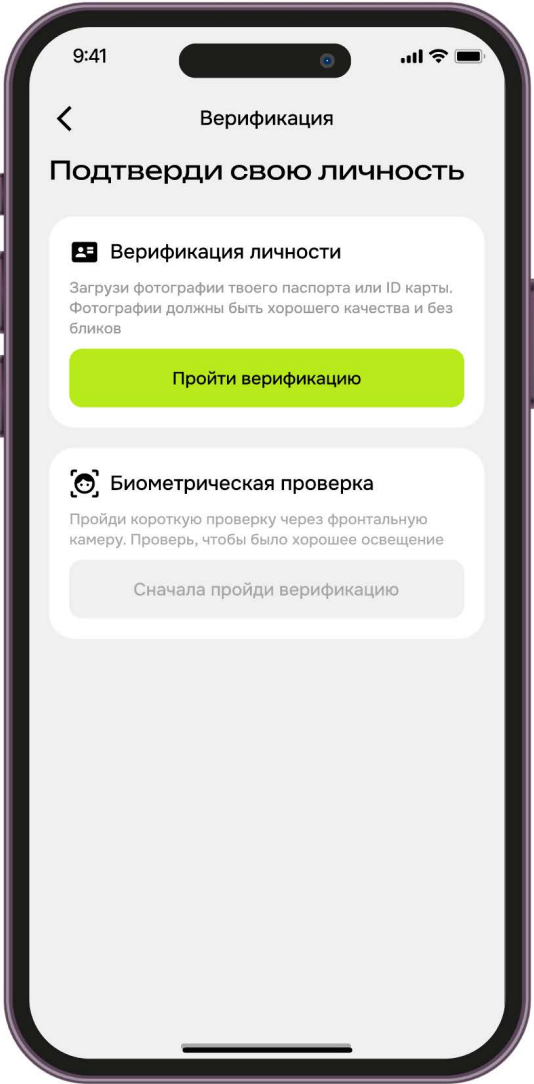 9:41
Верификация
Подтверди свою личность
Верификация личности
Загрузи фотографии твоего паспорта или ID карты.
Фотографии должны быть хорошего качества и без
бликов
Пройти верификацию
Биометрическая проверка
Пройди короткую проверку через фронтальную
камеру. Проверь, чтобы было хорошее освещение
Сначала пройди верификацию